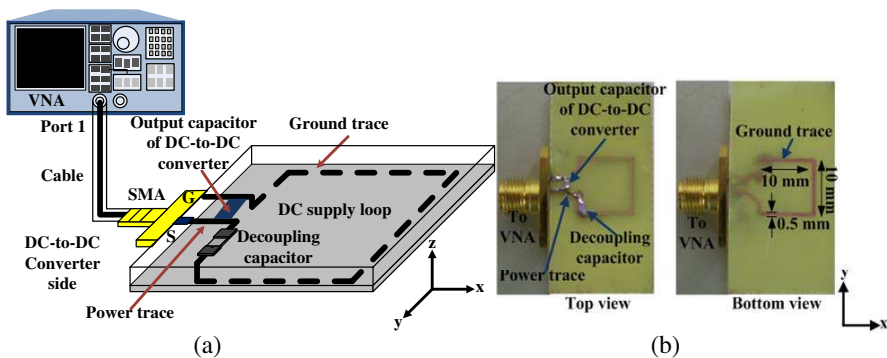 VNA
Port 1
Cable
SMA
G
S
DC-to-DC
Converter
side
Output capacitor
of DC-to-DC
converter
Ground trace
DC supply loop
Decoupling
capacitor
Power trace
z
x
y
(a)
Output capacitor
of DC-to-DC
converter
To
VNA
Decoupling
capacitor
Power trace
Top view
Ground trace
10 mm
10 mm
0.5 mm
To
VNA
Bottom view
y
x
(b)